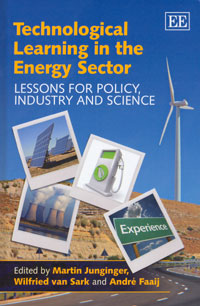 EE
Technological
Learning in the
Energy Sector
LESSONS FOR POLICY,
INDUSTRY AND SCIENCE
Experience
Edited by Martin Junginger,
Wilfried van Sark and André Faaij